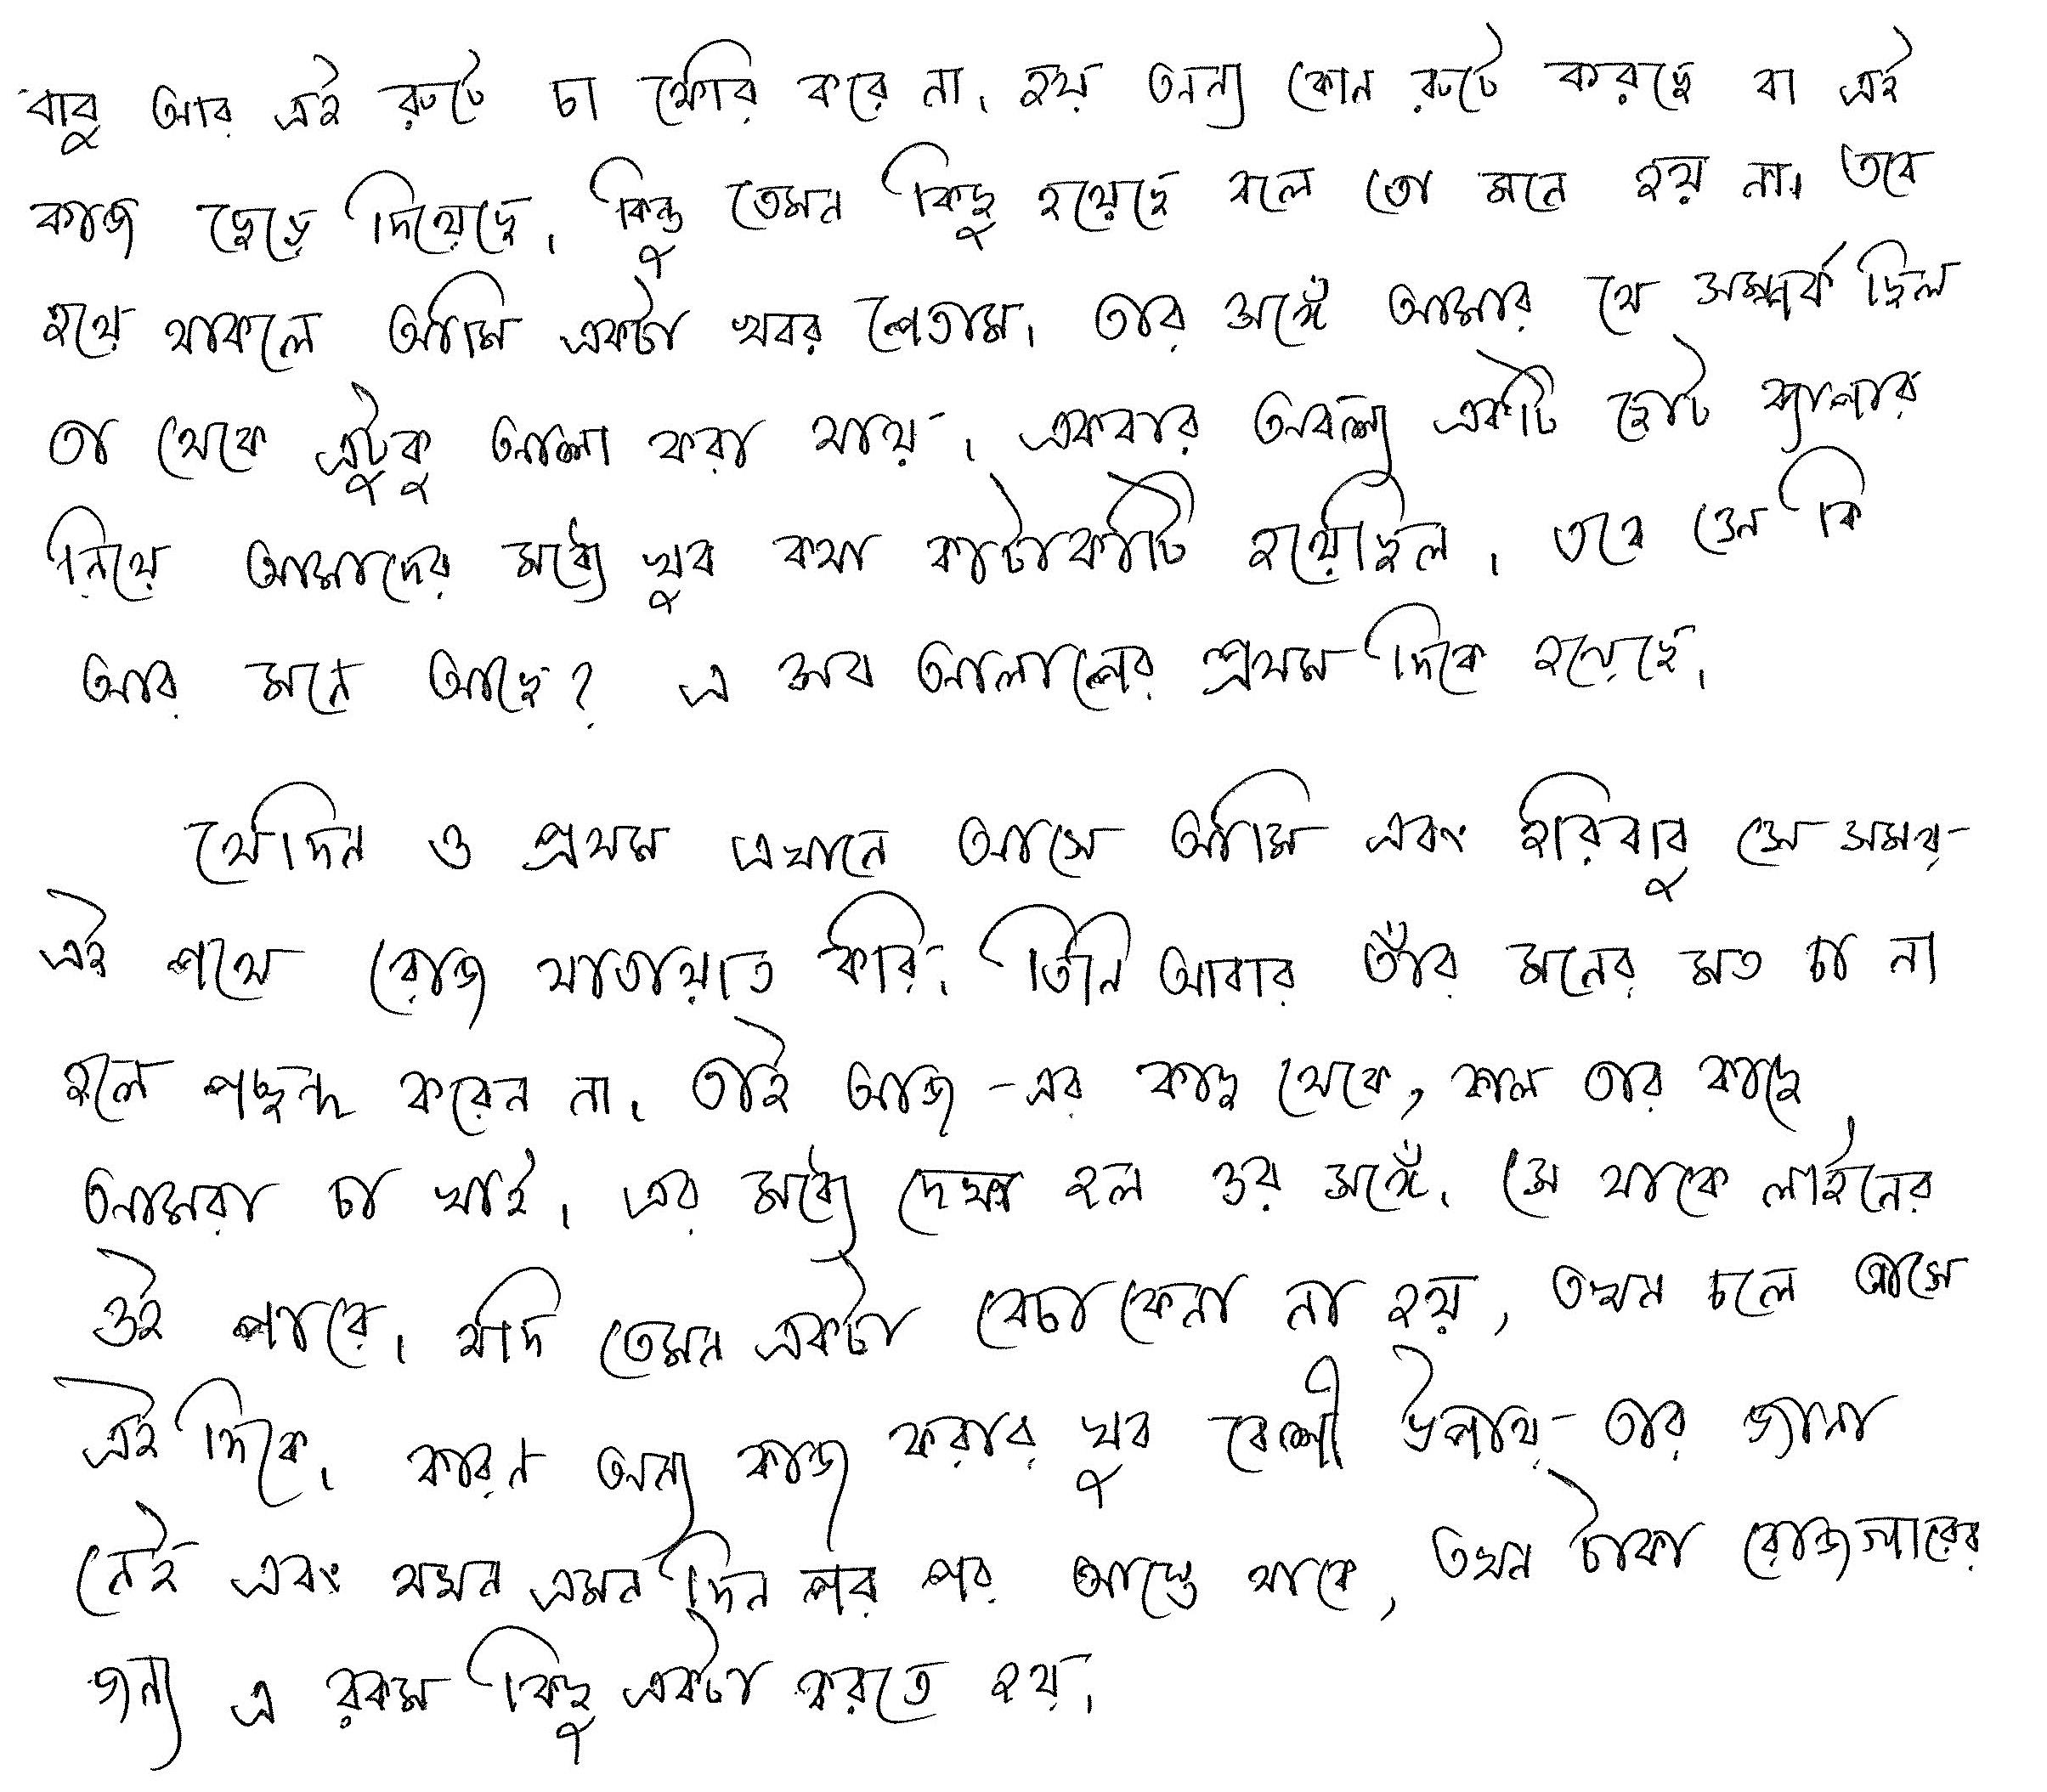 বাবু আর এই রুটে চা ফেরি করে না। হয় অন্য কোন রুটে করছে বা এই
কাজ ছেড়ে দিয়েছে। কিন্তু তেমন কিছু হয়েছে বলে তো মনে হয় না। তবে
হয়ে থাকলে আমি একটা খবর পেতাম। তার সঙ্গে আমার যে সম্পর্ক ছিল
তা থেকে এটুকু আশা করা যায়। একবার অবশ্য একটি ছোট ব্যাপার
নিয়ে আমাদের মধ্যে খুব কথা কাটাকাটি হয়েছিল। তবে সেন কি
আর মনে আছে? এ সব আলাপের প্রথম দিকে হয়েছে।
যেদিন ও প্রথম এখানে আসে আমি এবং হরিবাবু সে সময়
এই পথে রোজ যাতায়াত করি। তিনি আবার তাঁর মনের মত চা না
হলে পছন্দ করেন না। তাই আজ-এর কাছ থেকে, কাল তার কাছে
আমরা চা খাই। এর মধ্যে দেখা হল ওর সঙ্গে। সে থাকে লাইনের
ওই পারে। যদি তেমন একটা বেচাকেনা না হয়, তখন চলে আসে
এই দিকে। কারন অন্য কাজ করার খুব বেশী উপায় তার জানা
নেই এবং যখন এমন দিন পর পর আসতে থাকে, তখন টাকা রোজগারের
জন্য এ রকম কিছু একটা করতে হয়।